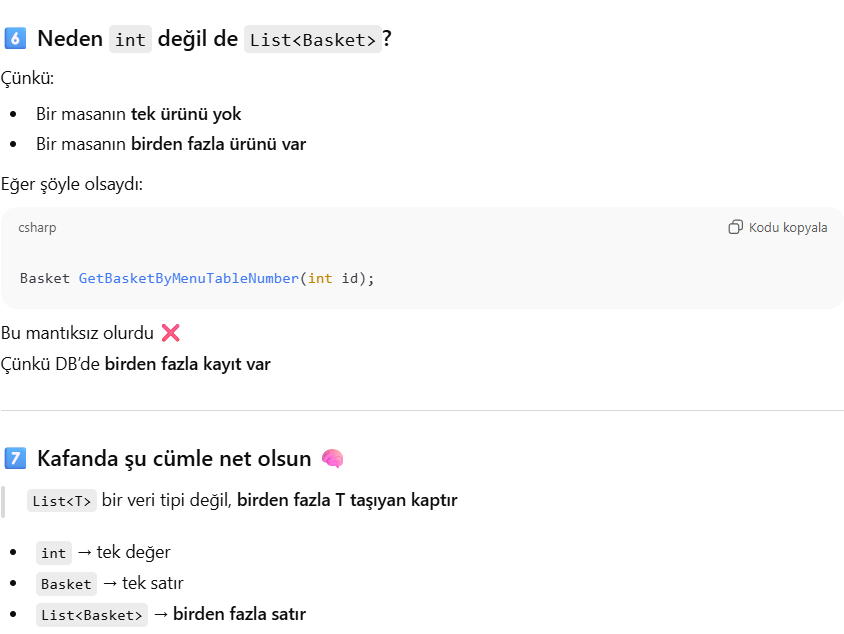 6 Neden int değil de List<Basket>?
Çünkü:
• Bir masanın tek ürünü yok
• Bir masanın birden fazla ürünü var
Eğer şöyle olsaydı:
csharp Kodu kopyala
Basket GetBasketByMenuTableNumber(int id);
Bu mantıksız olurdu ❌
Çünkü DB’de birden fazla kayıt var
7 Kafanda şu cümle net olsun 🧠
List<T> bir veri tipi değil, birden fazla T taşıyan kaptır
• int → tek değer
• Basket → tek satır
• List<Basket> → birden fazla satır